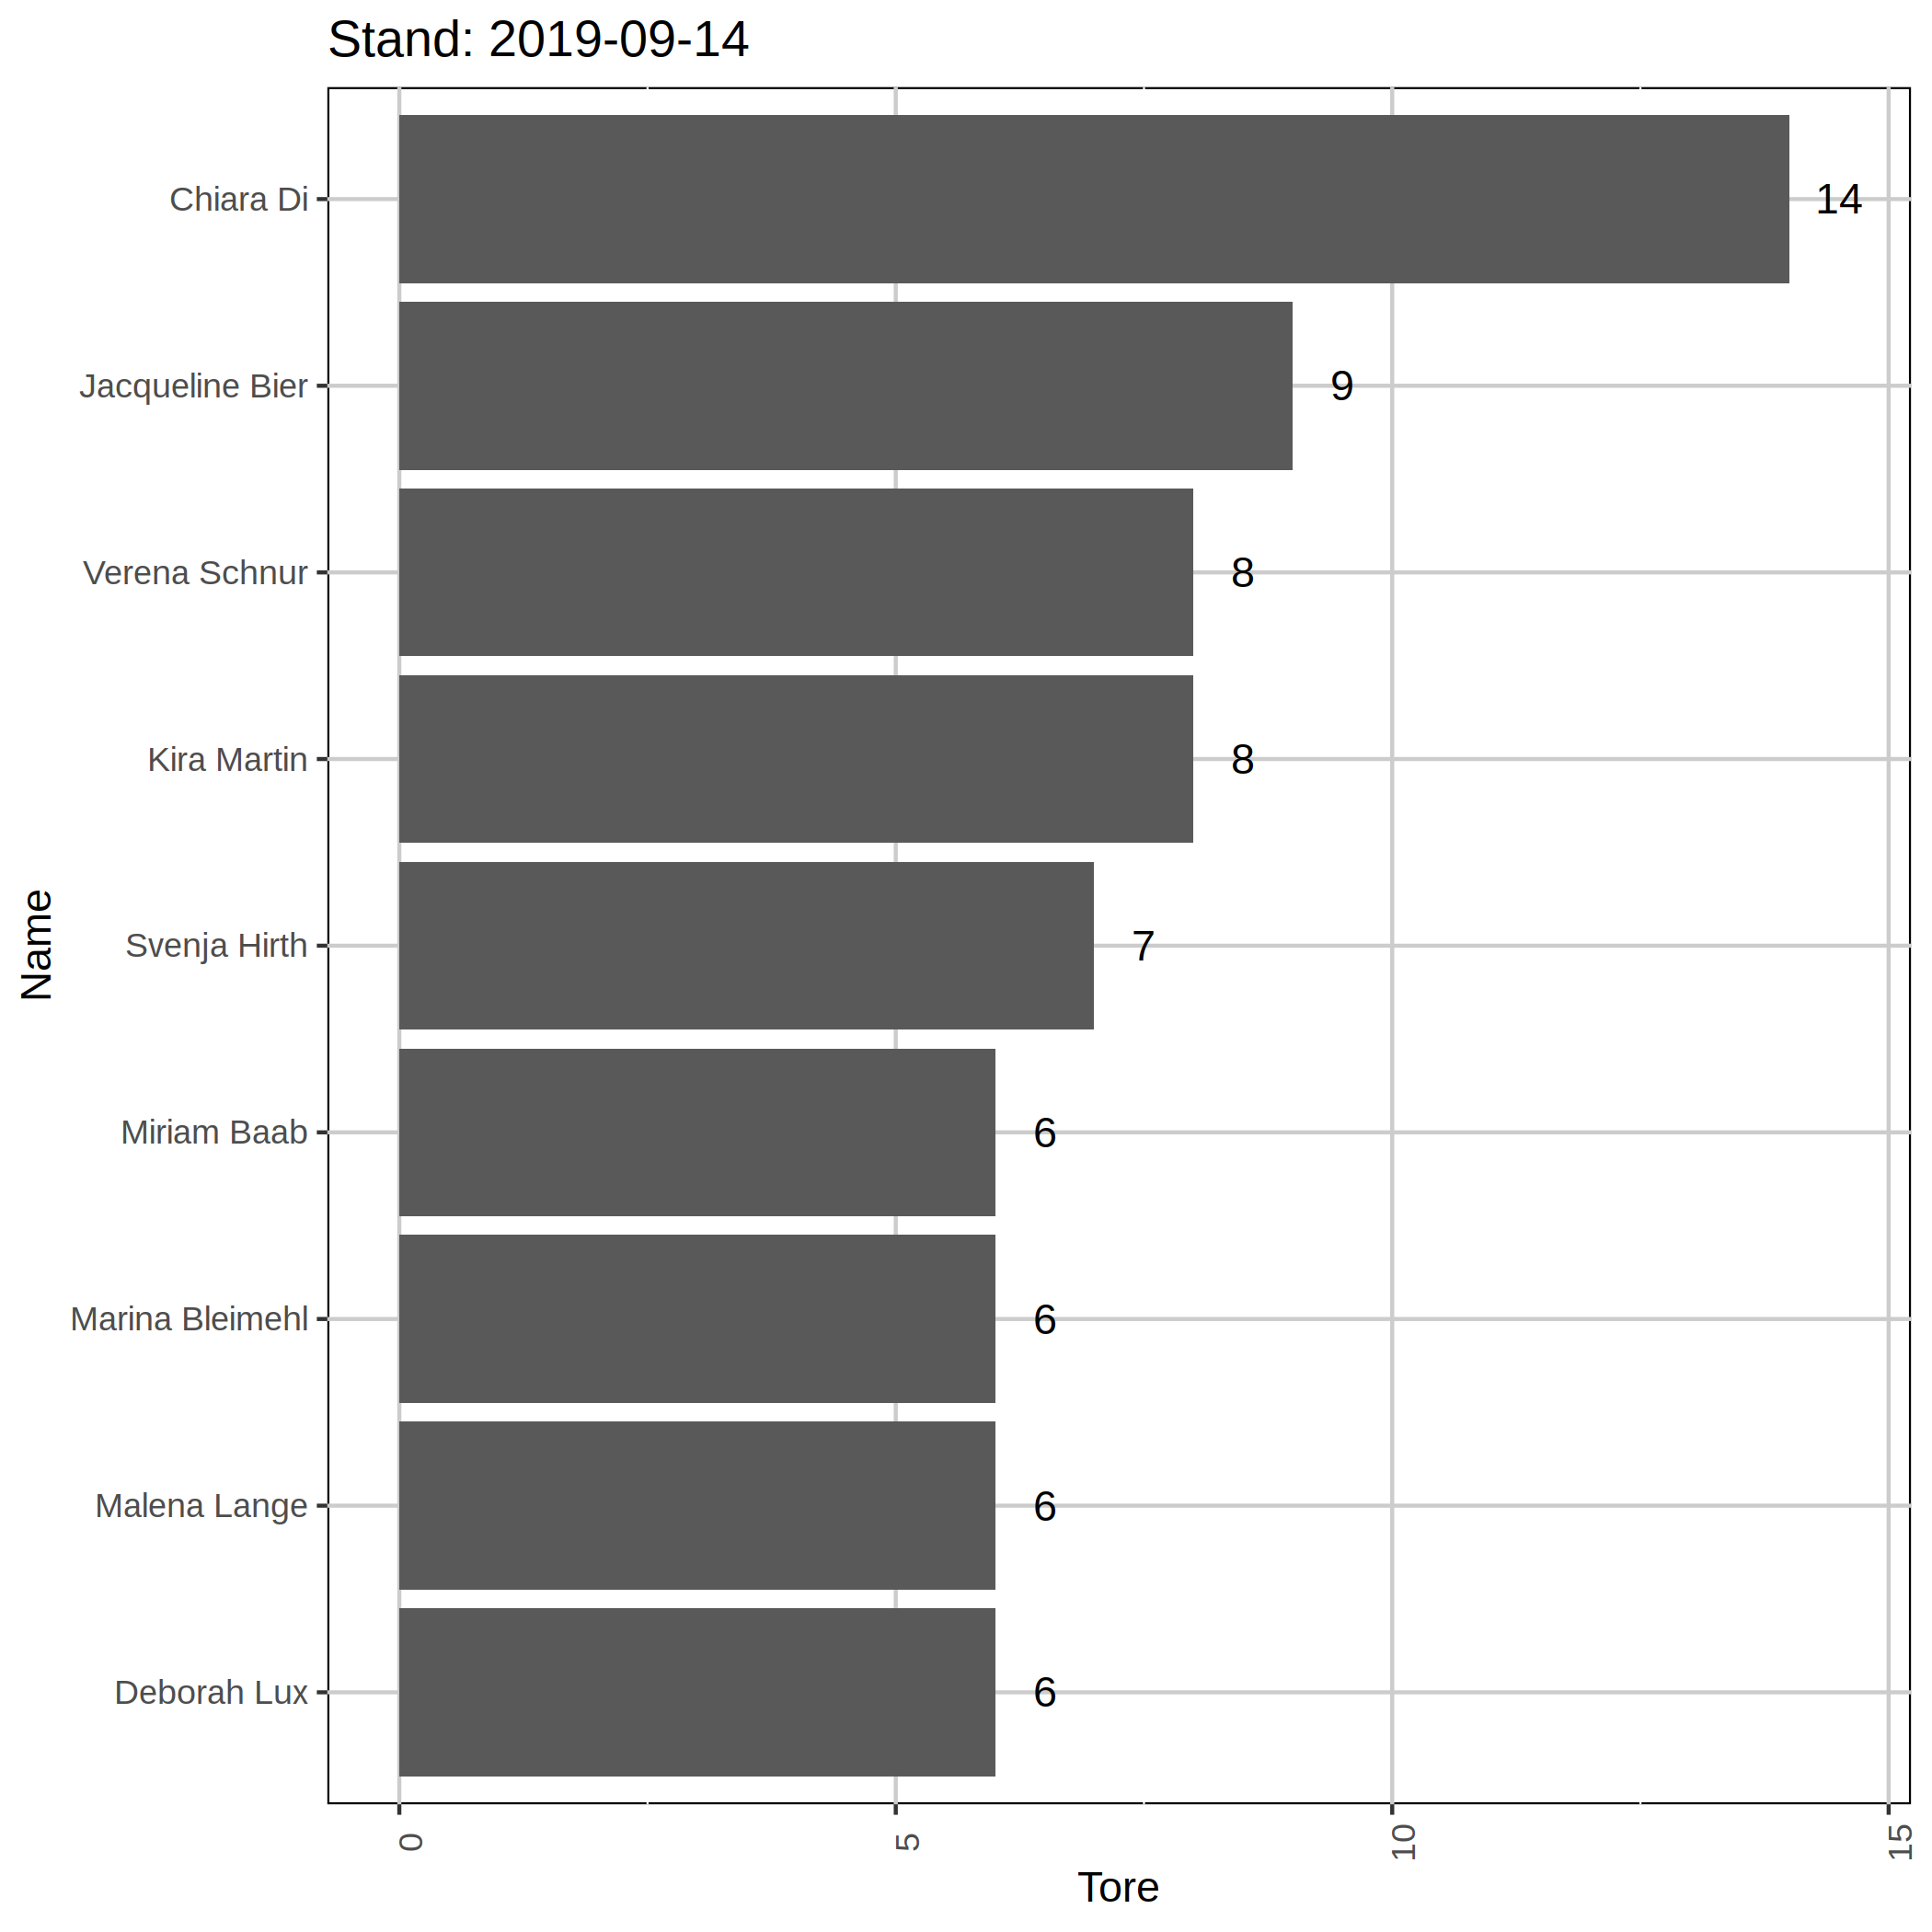 Stand: 2019-09-14
Chiara Di
14
Jacqueline Bier
9
Verena Schnur
8
Kira Martin
8
Svenja Hirth
7
Miriam Baab
6
Marina Bleimehl
6
Malena Lange
6
Deborah Lux
6
Name
0
5
10
15
Tore